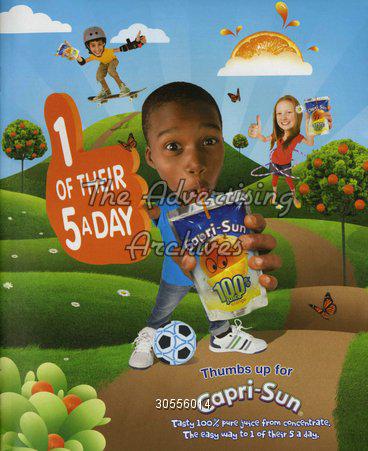 1
OF THEIR
5 A DAY
The Advertising
Archives
Capri-Sun
100%
Thumbs up for
30556014
Capri-Sun
Tasty 100% pure juice from concentrate.
The easy way to 1 of their 5 a day.